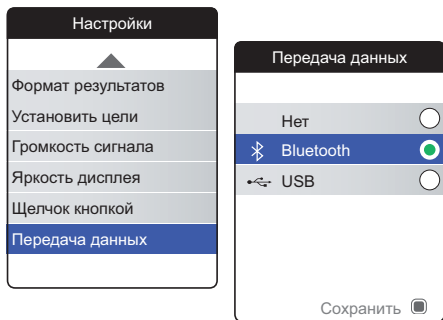 Настройки
Формат результатов
Установить цели
Громкость сигнала
Яркость дисплея
Щелчок кнопкой
Передача данных
Передача данных
Нет
Bluetooth
USB
Сохранить